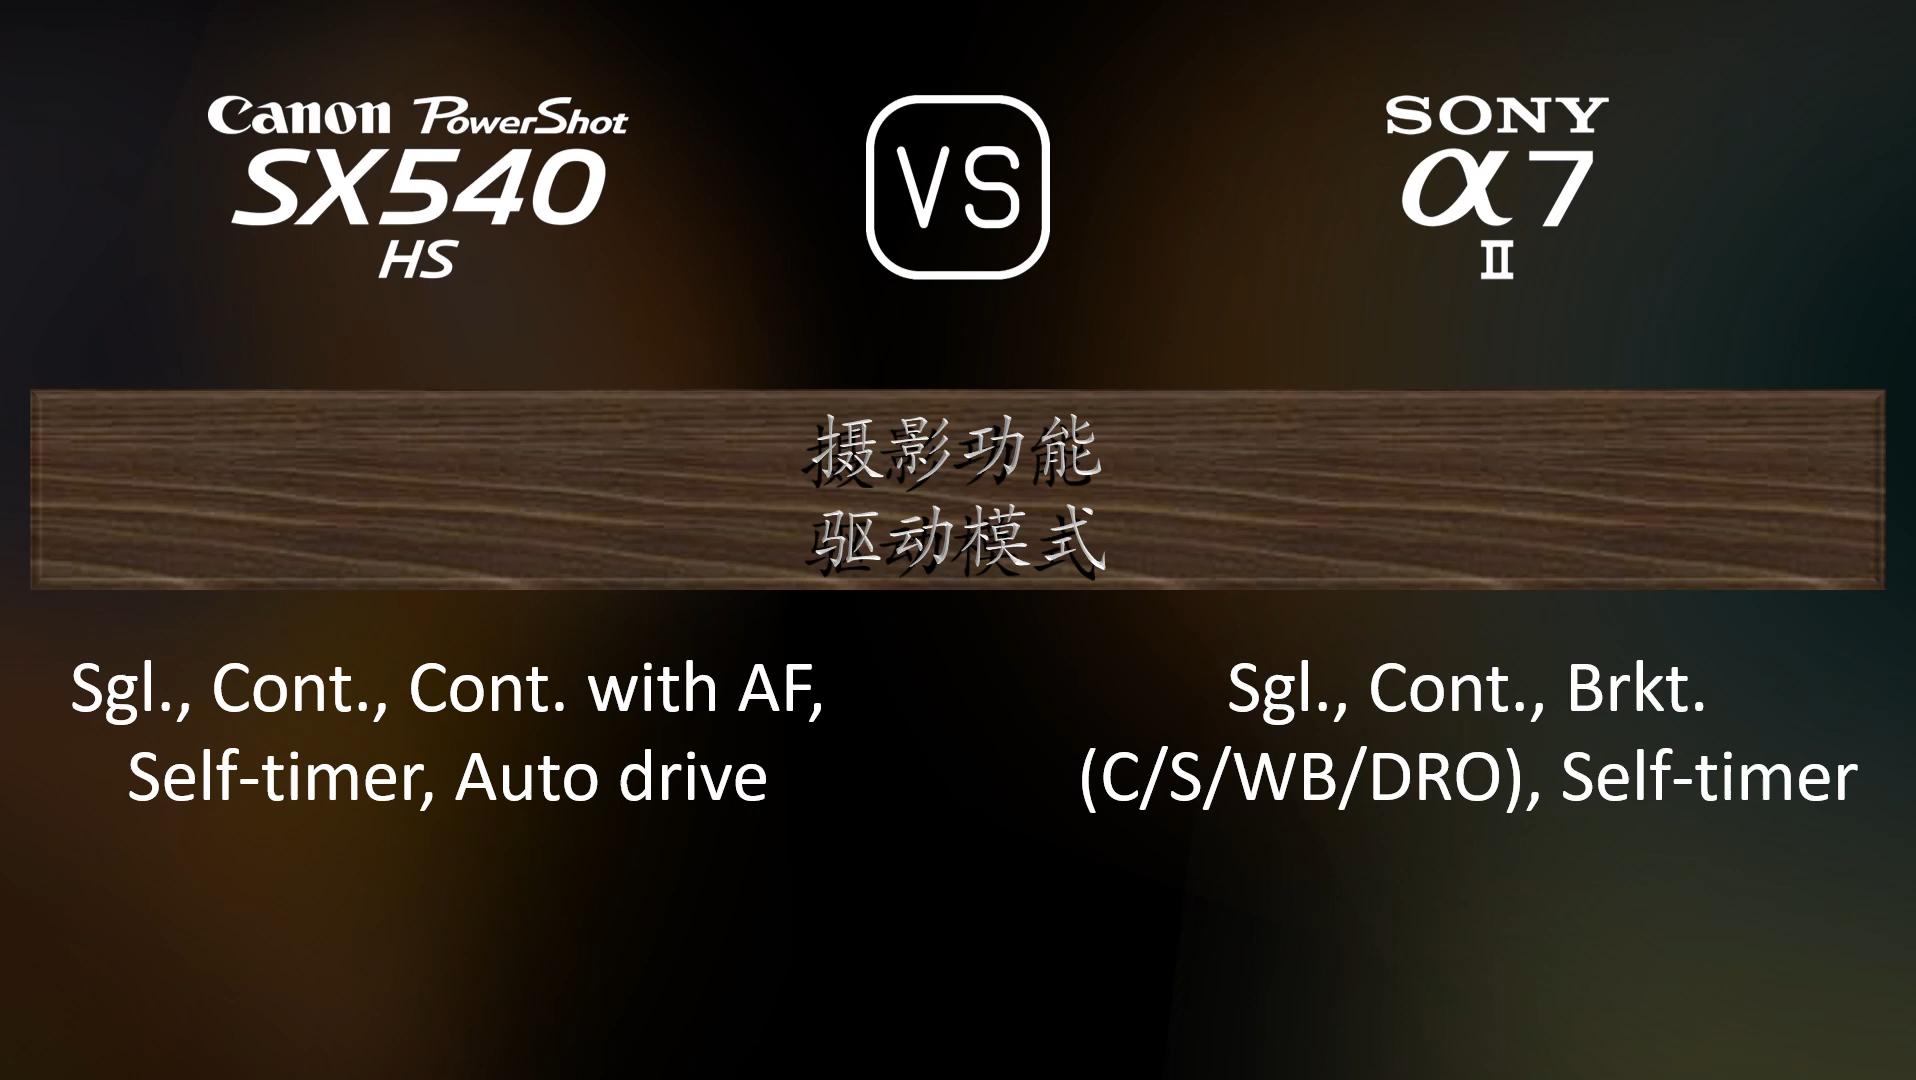 Canon PowerShot
SX540
HS
VS
SONY
α7
II
摄影功能
驱动模式
Sgl., Cont., Cont. with AF,
Self-timer, Auto drive
Sgl., Cont., Brkt.
(C/S/WB/DRO), Self-timer